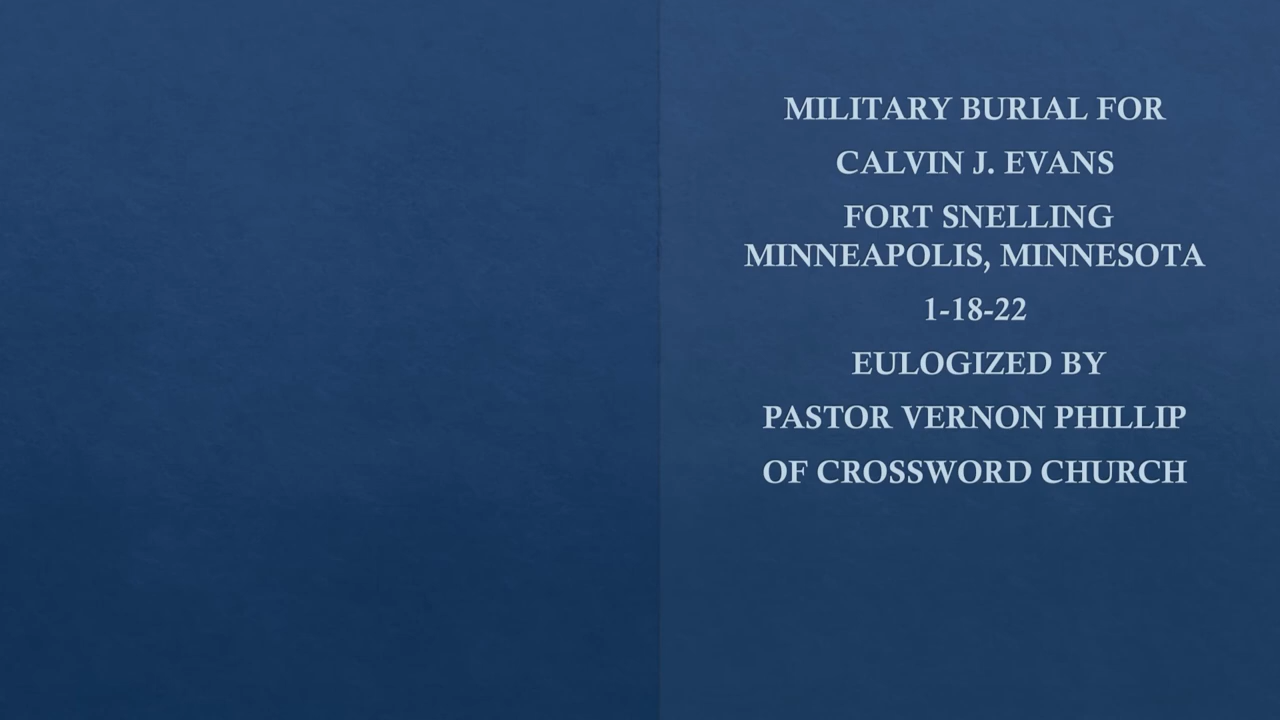 MILITARY BURIAL FOR
CALVIN J. EVANS
FORT SNELLING
MINNEAPOLIS, MINNESOTA
1-18-22
EULOGIZED BY
PASTOR VERNON PHILLIP
OF CROSSWORD CHURCH